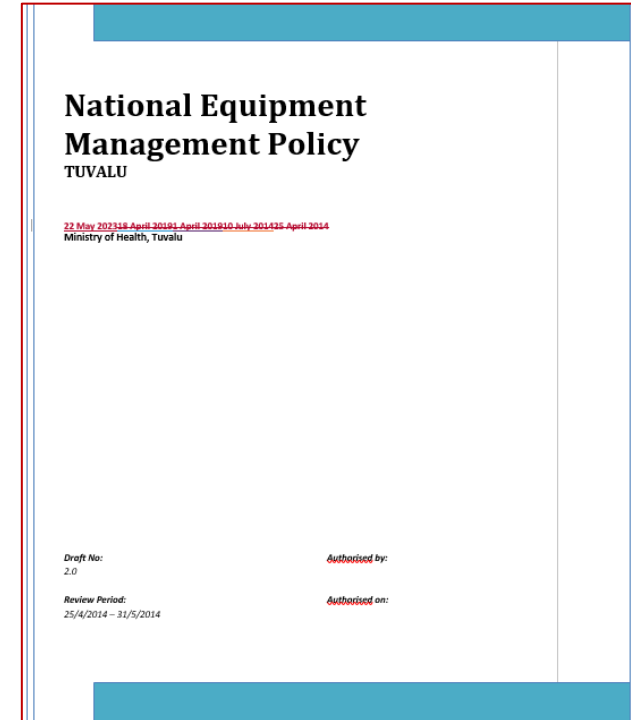 National Equipment
Management Policy
TUVALU
22 May 202318 April 20191 April 201910 July 201425 April 2014
Ministry of Health, Tuvalu
Draft No:
Authorised by:
2.0
Review Period:
Authorised on:
25/4/2014 – 31/5/2014